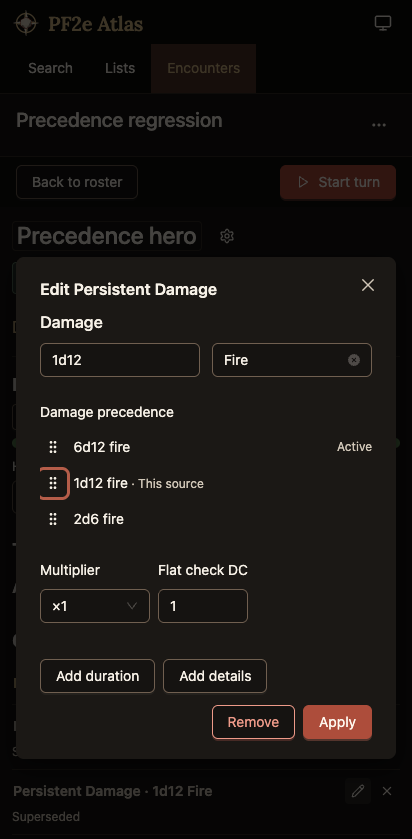 PF2e Atlas
Search Lists Encounters
Precedence regression
Back to roster Start turn
Precedence hero
Edit Persistent Damage
Damage
1d12 Fire
Damage precedence
6d12 fire Active
1d12 fire · This source
2d6 fire
Multiplier Flat check DC
×1 1
Add duration Add details
Remove Apply
Persistent Damage · 1d12 Fire
Superseded